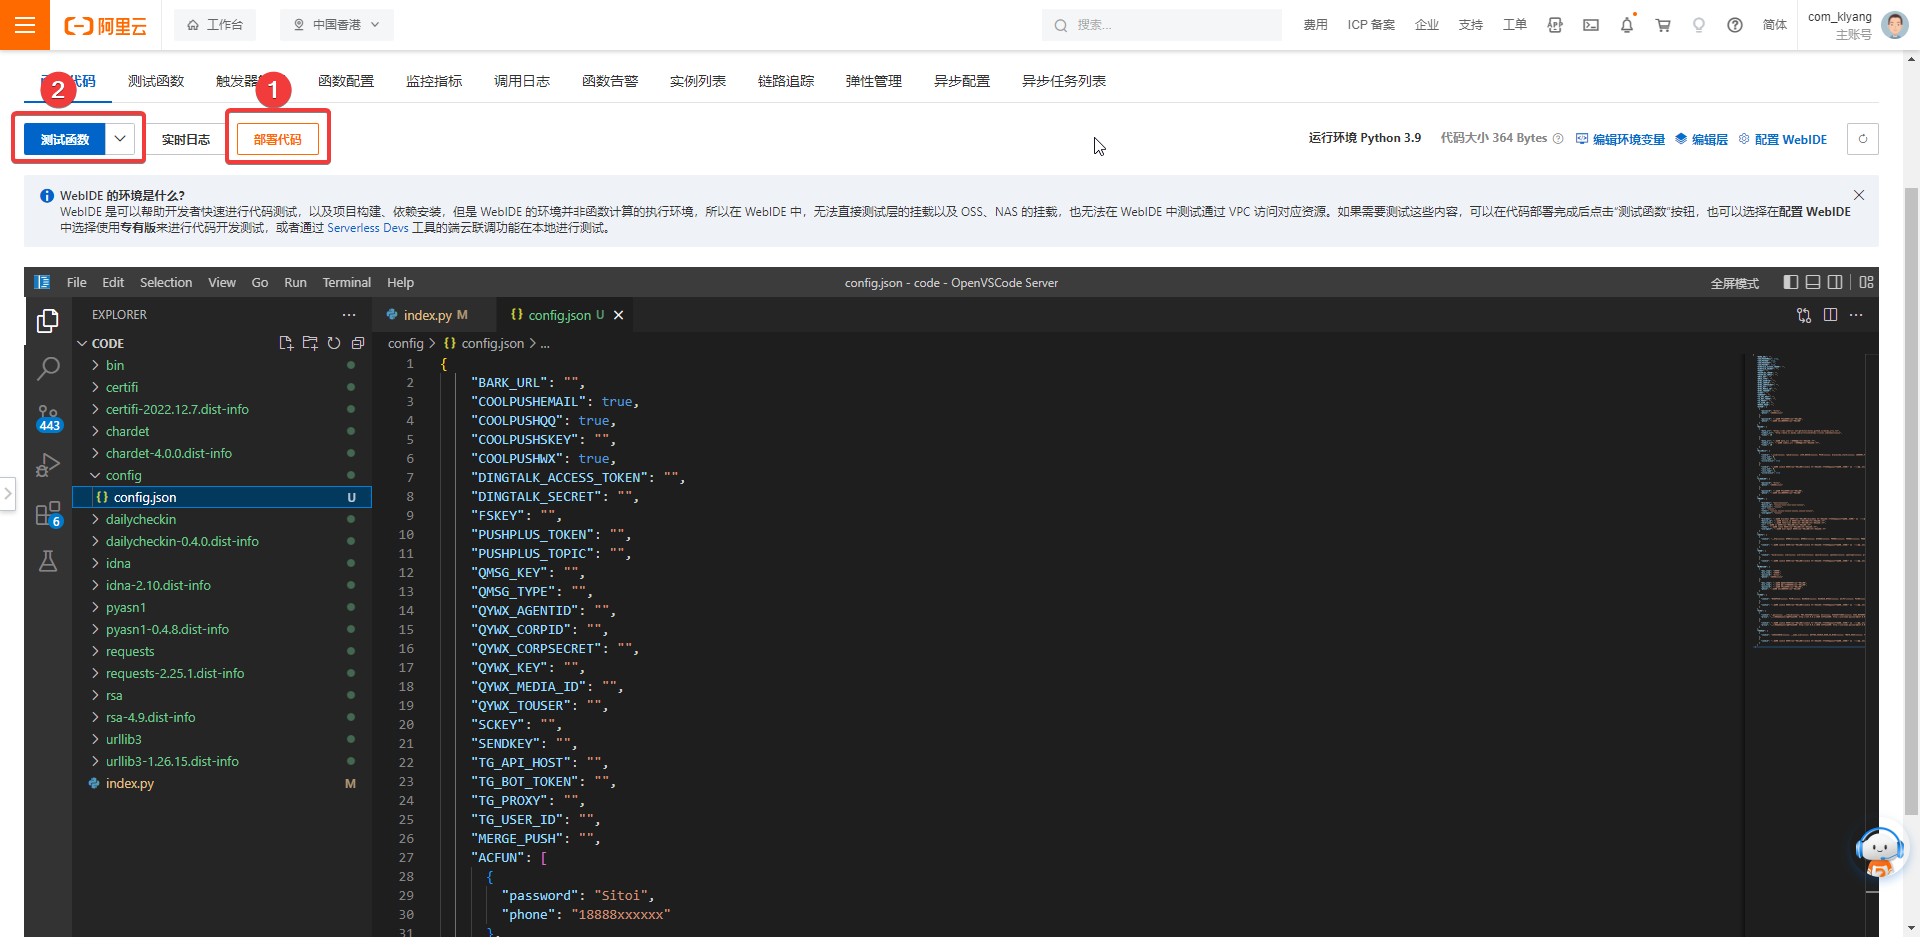 阿里云
工作台
中国香港
搜索...
费用
ICP 备案
企业
支持
工单
简体
com_klyang
主账号
代码
测试函数
触发器
函数配置
监控指标
调用日志
函数告警
实例列表
链路追踪
弹性管理
异步配置
异步任务列表
2
1
测试函数
实时日志
部署代码
运行环境 Python 3.9
代码大小 364 Bytes
编辑环境变量
编辑层
配置 WebIDE
WebIDE 的环境是什么?
WebIDE 是可以帮助开发者快速进行代码测试，以及项目构建、依赖安装，但是 WebIDE 的环境并非函数计算的执行环境，所以在 WebIDE 中，无法直接测试层的挂载以及 OSS、NAS 的挂载，也无法在 WebIDE 中测试通过 VPC 访问对应资源。如果需要测试这些内容，可以在代码部署完成后点击“测试函数”按钮，也可以选择在配置 WebIDE
中选择使用专有版来进行代码开发测试，或者通过 Serverless Devs 工具的端云联调功能在本地进行测试。
File Edit Selection View Go Run Terminal Help
config.json - code - OpenVSCode Server
全屏模式
EXPLORER
CODE
bin
certifi
certifi-2022.12.7.dist-info
chardet
chardet-4.0.0.dist-info
config
config.json U
dailycheckin
dailycheckin-0.4.0.dist-info
idna
idna-2.10.dist-info
pyasn1
pyasn1-0.4.8.dist-info
requests
requests-2.25.1.dist-info
rsa
rsa-4.9.dist-info
urllib3
urllib3-1.26.15.dist-info
index.py M
443
6
index.py M
{} config.json U
config > {} config.json > ...
1 {
2 "BARK_URL": "",
3 "COOLPUSHEMAIL": true,
4 "COOLPUSHQQ": true,
5 "COOLPUSHSKEY": "",
6 "COOLPUSHWX": true,
7 "DINGTALK_ACCESS_TOKEN": "",
8 "DINGTALK_SECRET": "",
9 "FSKEY": "",
10 "PUSHPLUS_TOKEN": "",
11 "PUSHPLUS_TOPIC": "",
12 "QMSG_KEY": "",
13 "QMSG_TYPE": "",
14 "QYWX_AGENTID": "",
15 "QYWX_CORPID": "",
16 "QYWX_CORPSECRET": "",
17 "QYWX_KEY": "",
18 "QYWX_MEDIA_ID": "",
19 "QYWX_TOUSER": "",
20 "SCKEY": "",
21 "SENDKEY": "",
22 "TG_API_HOST": "",
23 "TG_BOT_TOKEN": "",
24 "TG_PROXY": "",
25 "TG_USER_ID": "",
26 "MERGE_PUSH": "",
27 "ACFUN": [
28 {
29 "password": "Sitoi",
30 "phone": "18888xxxxxx"
31 },